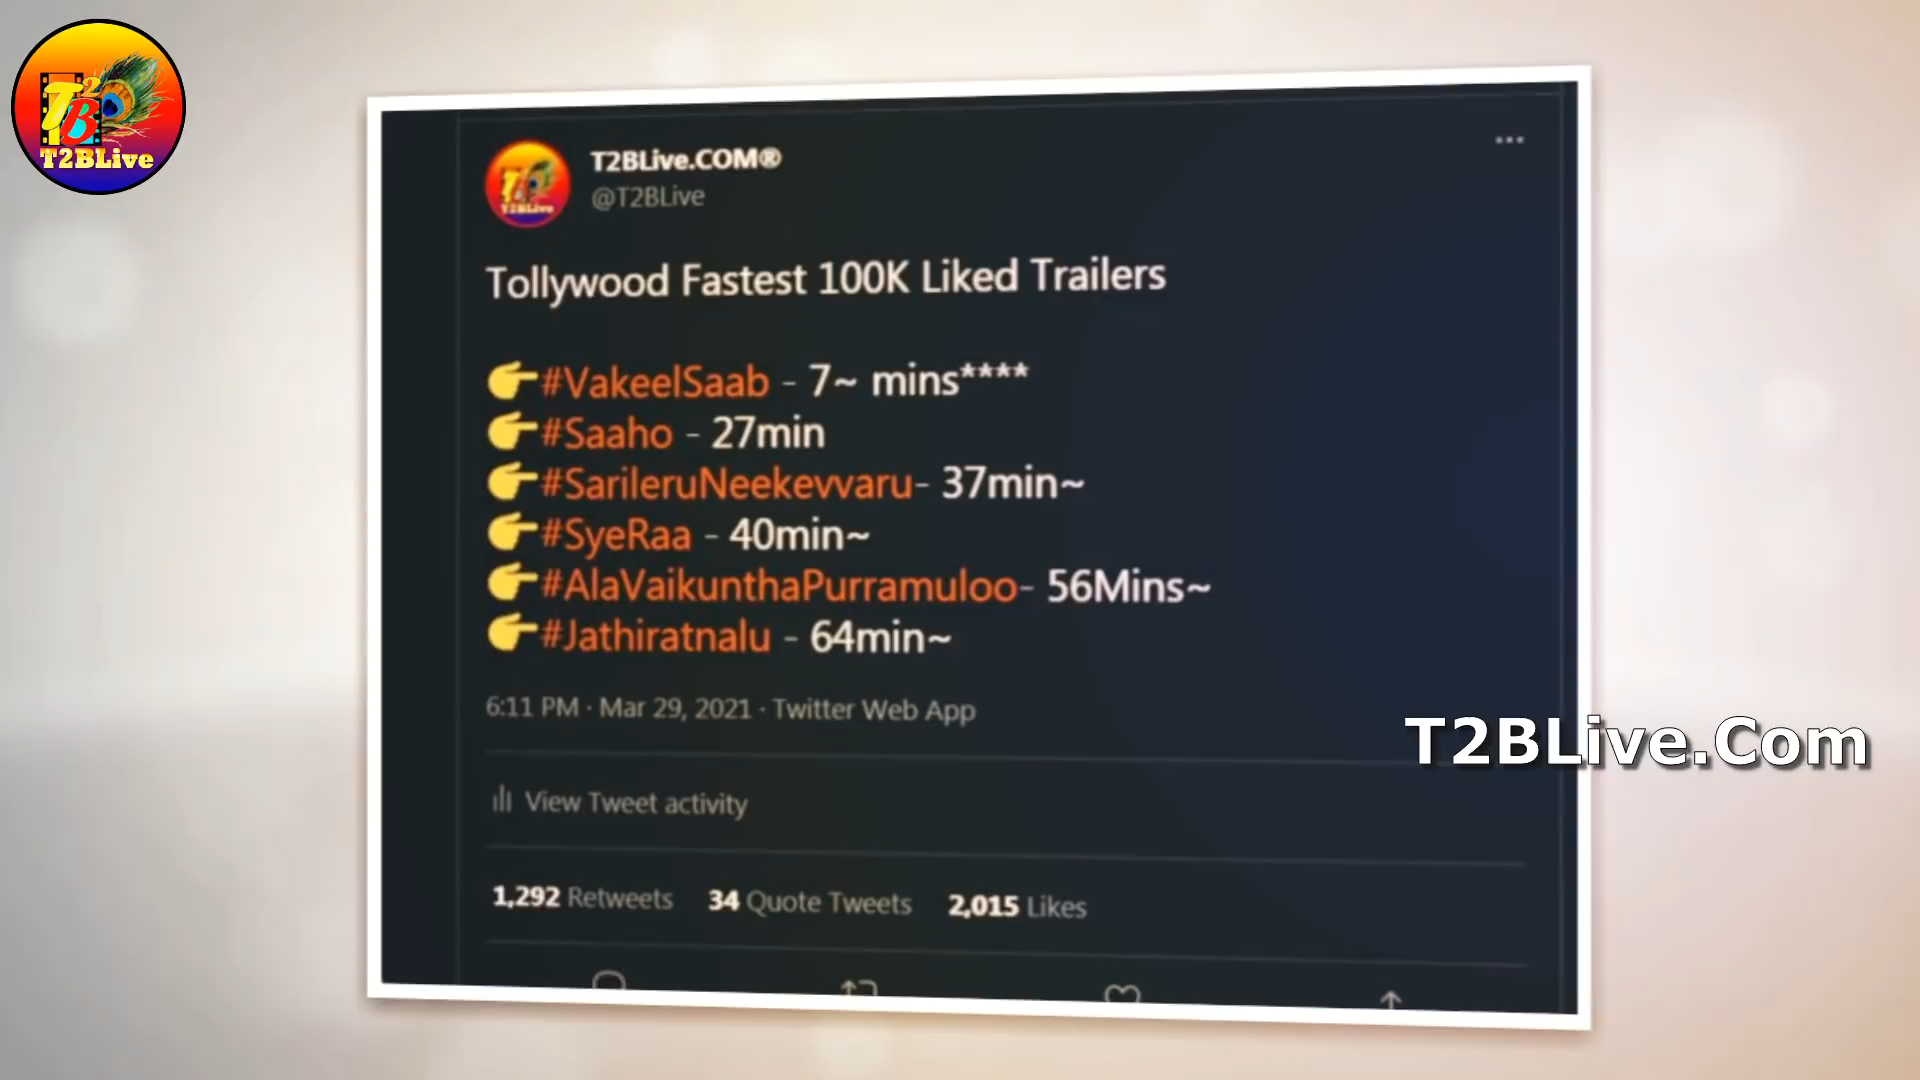 T2B
T2BLive
T2BLive.COM®
@T2BLive
T2BLive
Tollywood Fastest 100K Liked Trailers
👉#VakeelSaab - 7~ mins****
👉#Saaho - 27min
👉#SarileruNeekevvaru- 37min~
👉#SyeRaa - 40min~
👉#AlaVaikunthaPurramuloo- 56Mins~
👉#Jathiratnalu - 64min~
6:11 PM · Mar 29, 2021 · Twitter Web App
T2BLive.Com
View Tweet activity
1,292 Retweets 34 Quote Tweets 2,015 Likes